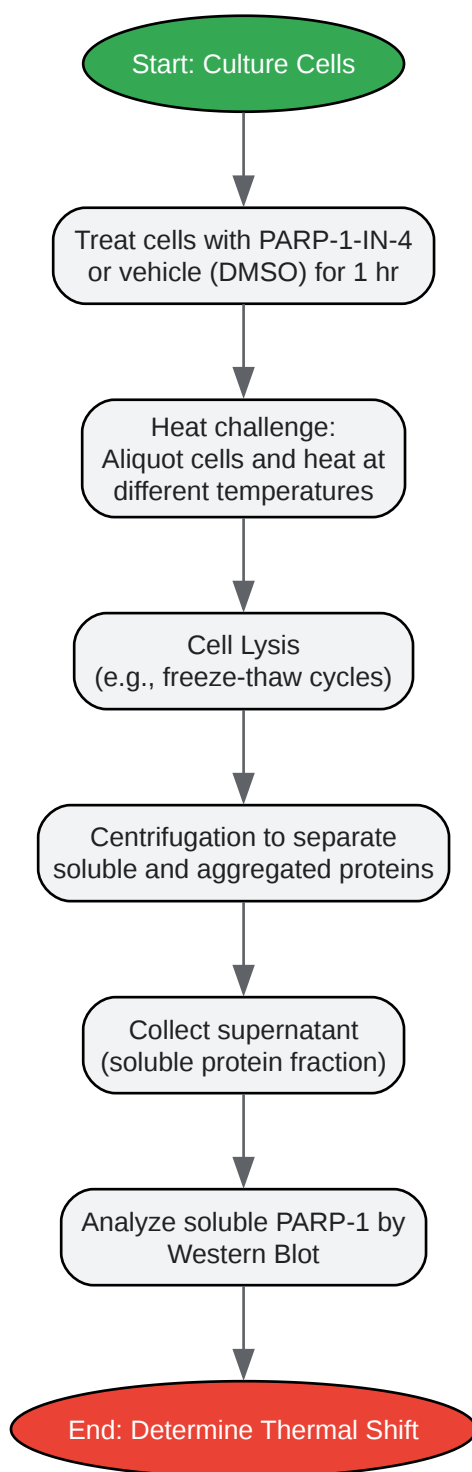 Start: Culture Cells
Treat cells with PARP-1-IN-4
or vehicle (DMSO) for 1 hr
Heat challenge:
Aliquot cells and heat at
different temperatures
Cell Lysis
(e.g., freeze-thaw cycles)
Centrifugation to separate
soluble and aggregated proteins
Collect supernatant
(soluble protein fraction)
Analyze soluble PARP-1 by
Western Blot
End: Determine Thermal Shift